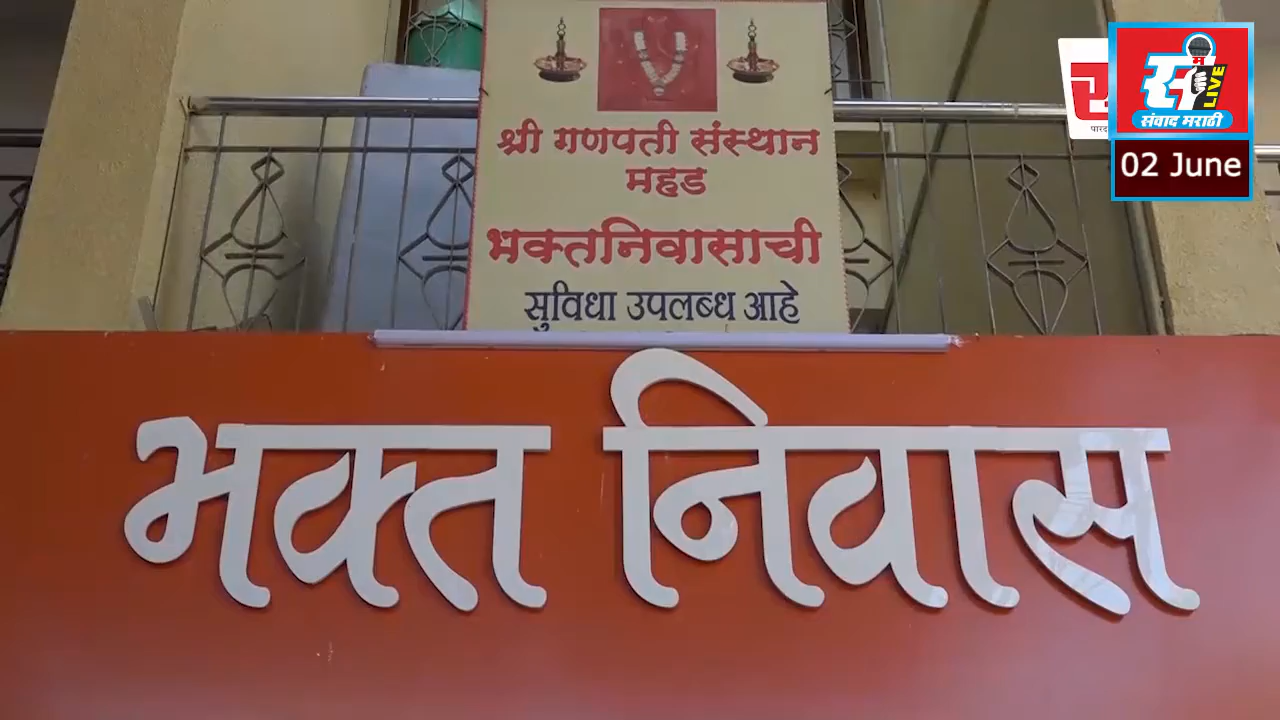 श्री गणपती संस्थान
महड
भक्तनिवासाची
सुविधा उपलब्ध आहे
भक्त निवास
LIVE
संवाद मराठी
02 June